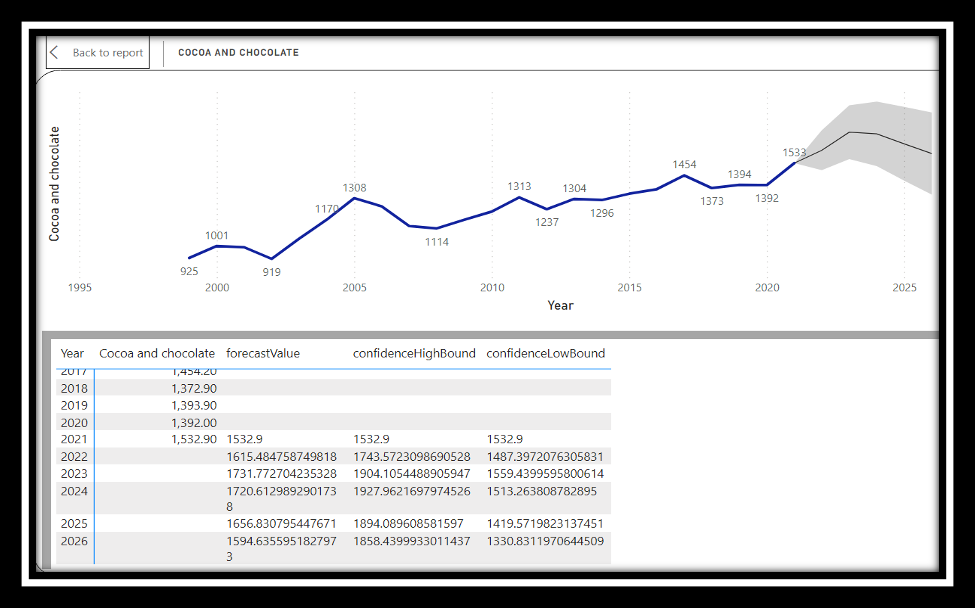 Back to report
COCOA AND CHOCOLATE
Cocoa and chocolate
925
1001
919
1170
1308
1114
1313
1237
1304
1296
1454
1373
1394
1392
1533
1995 2000 2005 2010 2015 2020 2025
Year
Year Cocoa and chocolate forecastValue confidenceHighBound confidenceLowBound
2017 1,454.20
2018 1,372.90
2019 1,393.90
2020 1,392.00
2021 1,532.90 1532.9 1532.9 1532.9
2022 1615.484758749818 1743.5723098690528 1487.3972076305831
2023 1731.772704235328 1904.1054488905947 1559.4399595800614
2024 1720.612989290173 1927.9621697974526 1513.263808782895
8
2025 1656.830795447671 1894.089608581597 1419.5719823137451
2026 1594.635595182797 1858.4399933011437 1330.8311970644509
3